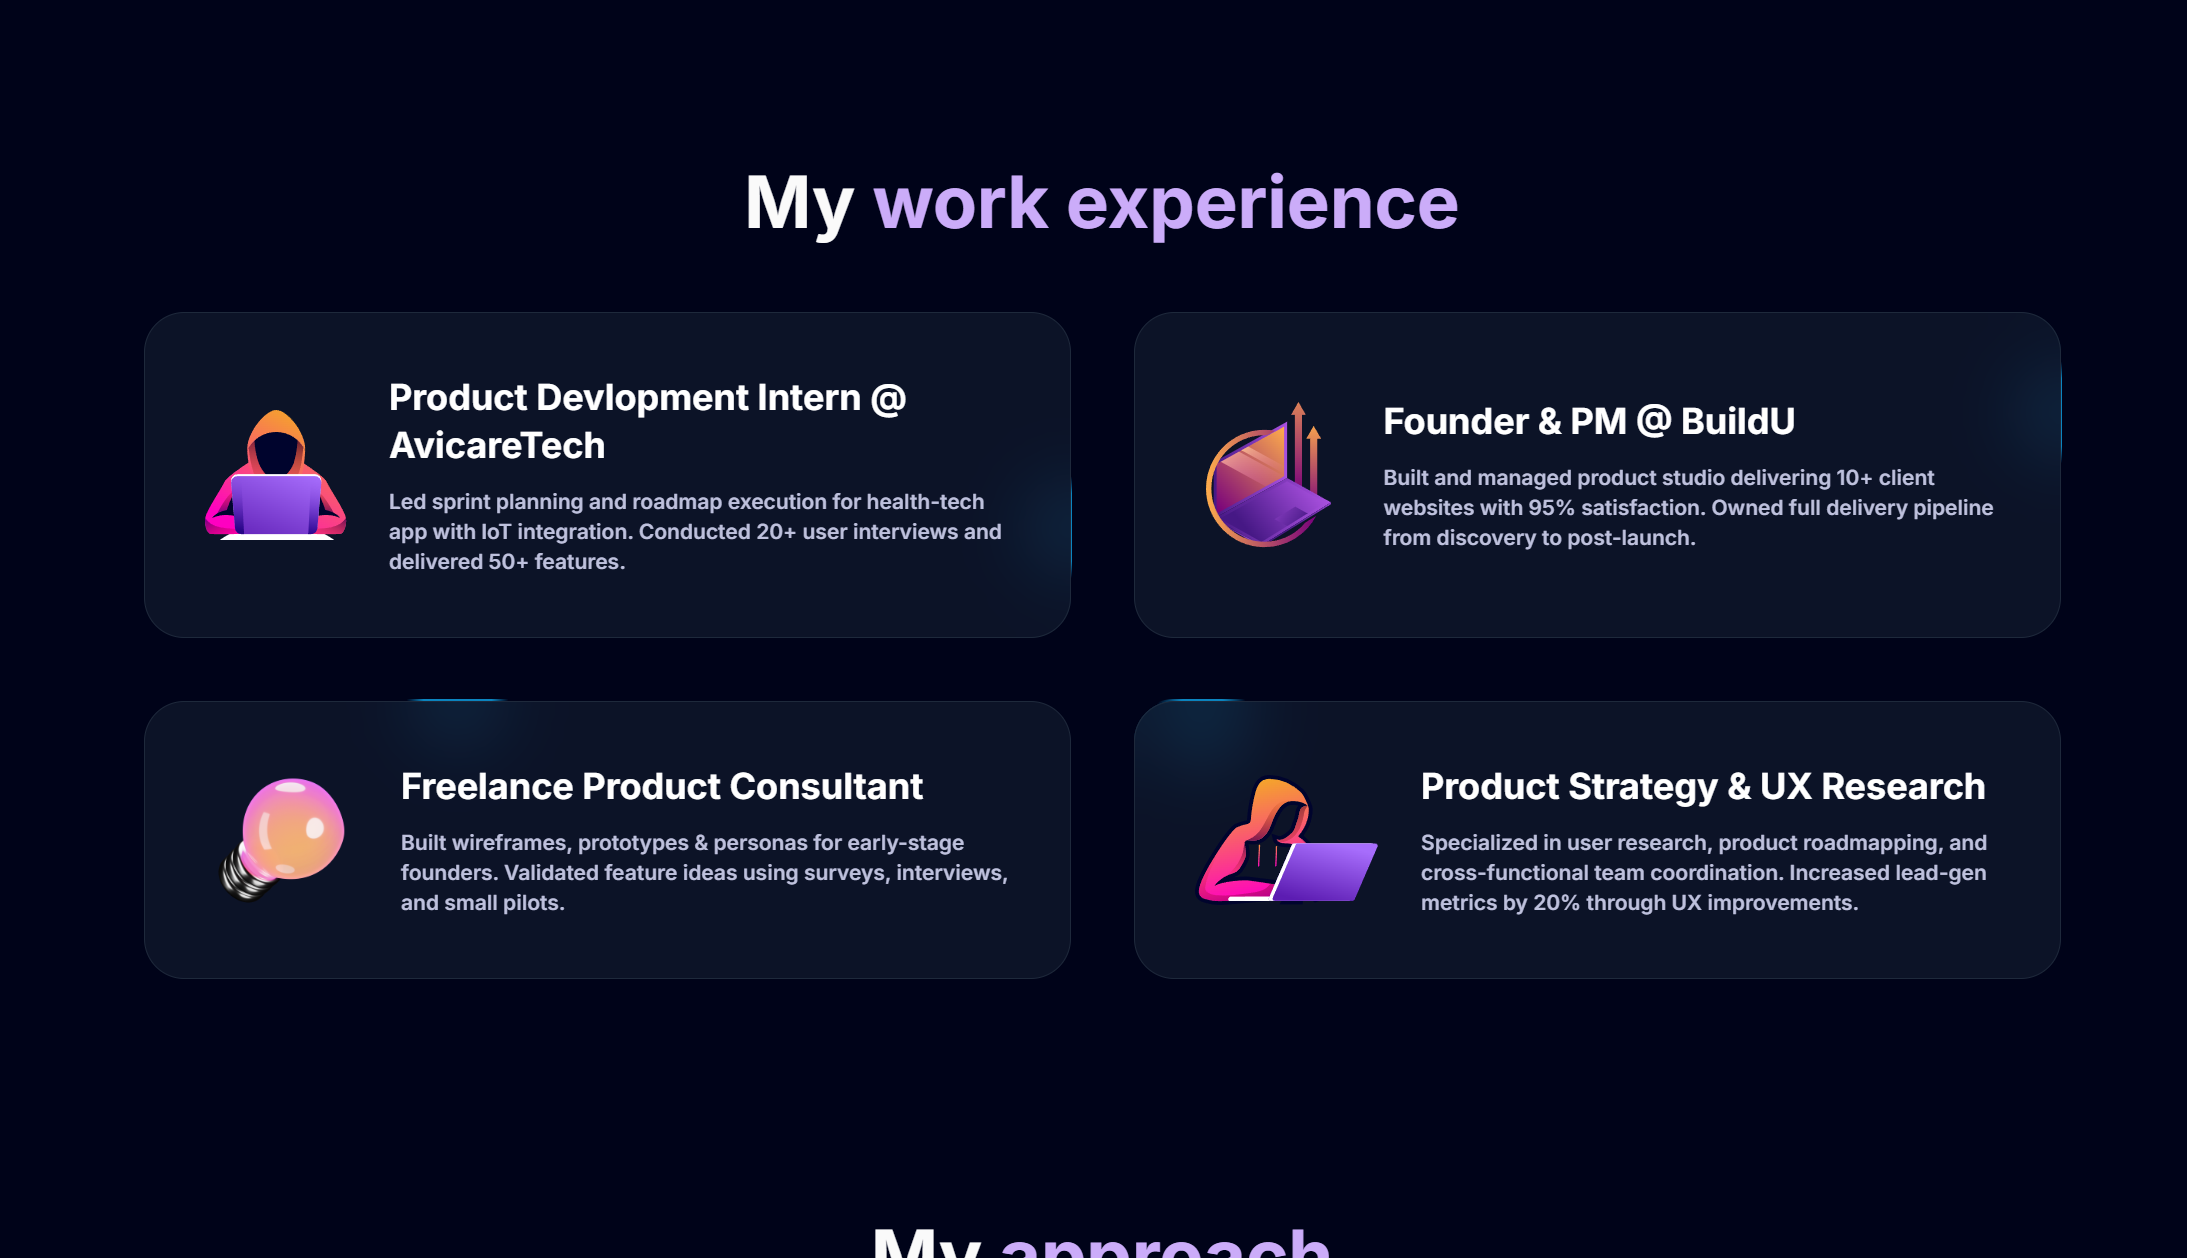 My work experience
Product Devlopment Intern @
AvicareTech
Led sprint planning and roadmap execution for health-tech
app with IoT integration. Conducted 20+ user interviews and
delivered 50+ features.
Founder & PM @ BuildU
Built and managed product studio delivering 10+ client
websites with 95% satisfaction. Owned full delivery pipeline
from discovery to post-launch.
Freelance Product Consultant
Built wireframes, prototypes & personas for early-stage
founders. Validated feature ideas using surveys, interviews,
and small pilots.
Product Strategy & UX Research
Specialized in user research, product roadmapping, and
cross-functional team coordination. Increased lead-gen
metrics by 20% through UX improvements.
My approach